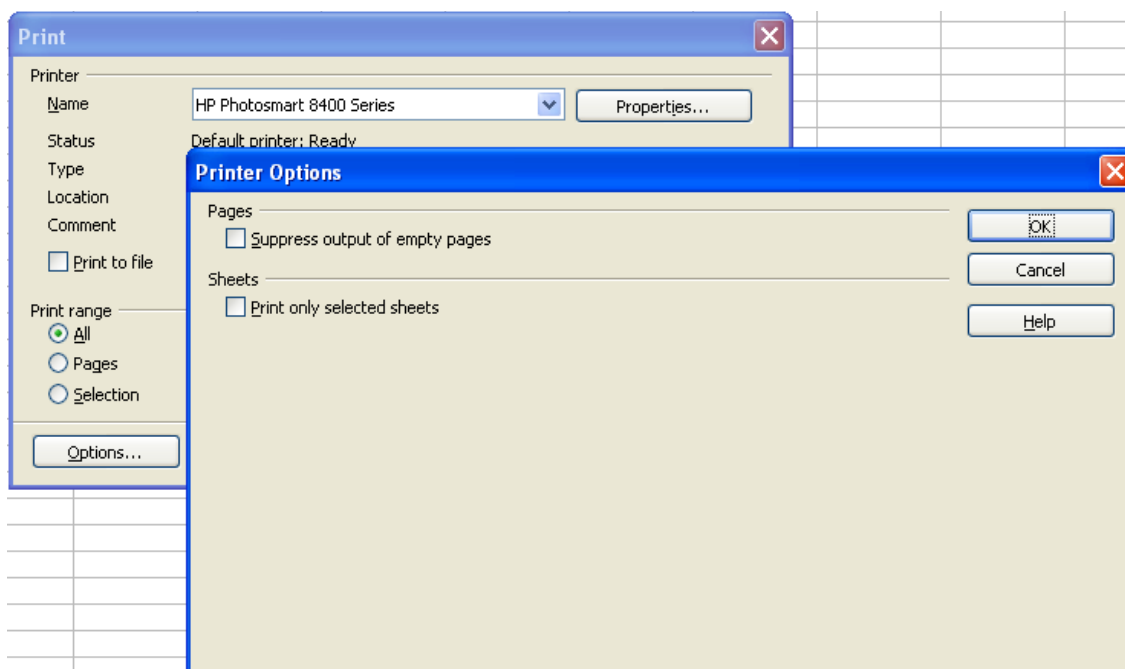 Print
Printer
Name HP Photosmart 8400 Series Properties...
Status Default printer; Ready
Type
Location
Comment
Print to file
Print range
All
Pages
Selection
Options...
Printer Options
Pages
Suppress output of empty pages
Sheets
Print only selected sheets
OK
Cancel
Help